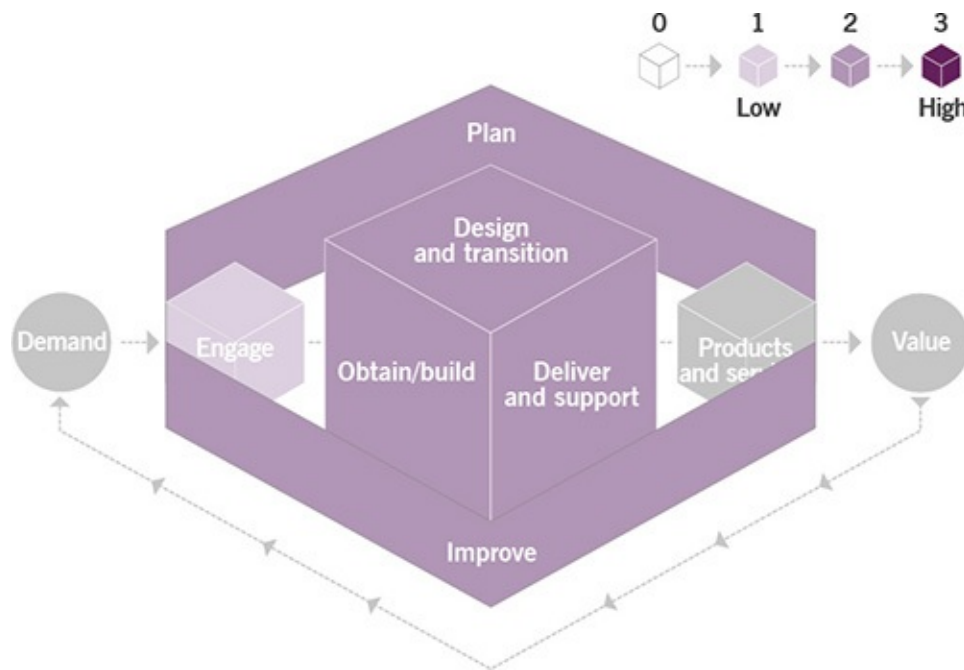 0 1 2 3
Low High
Plan
Design
and transition
Demand
Engage
Obtain/build
Deliver
and support
Products
and
Value
Improve